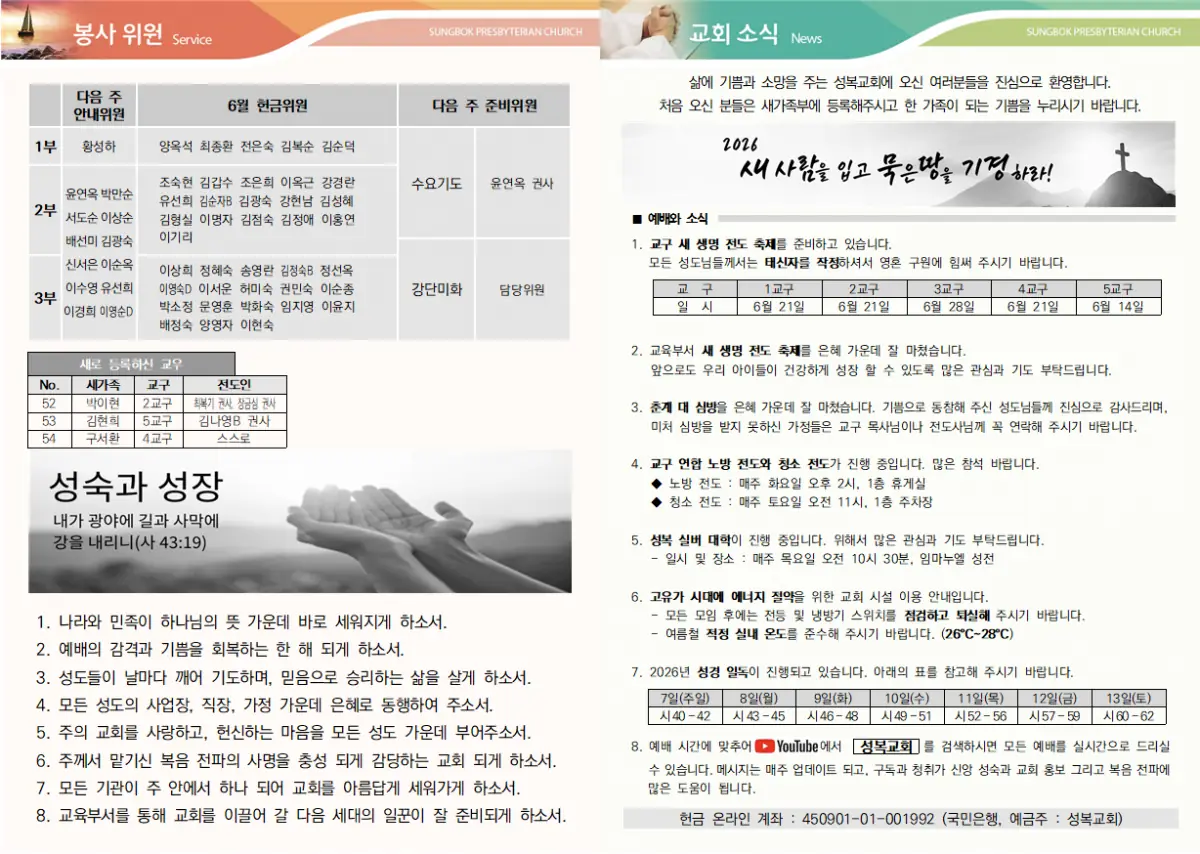 봉사 위원 Service
SUNGBOK PRESBYTERIAN CHURCH
다음 주 안내위원 6월 헌금위원 다음 주 준비위원
1부 황성하 양옥석 최종환 전은숙 김복순 김순덕
2부 윤연옥 박만순
서도순 이상순
배선미 김광숙
조숙현 김갑수 조은희 이옥근 강경란
유선희 김순자B 김광숙 강현남 김성혜
김형실 이명자 김점숙 김정애 이홍연
이기리
3부 신서은 이순옥
이수영 유선희
이경희 이영순D
이상희 정혜숙 송영란 김정숙B 정선옥
이영숙D 이서운 허미숙 권민숙 이순종
박소정 문영훈 박화숙 임지영 이윤지
배정숙 양영자 이현숙
수요기도 윤연옥 권사
강단미화 담당위원
새로 등록하신 교우
No. 새가족 교구 전도인
52 박이현 2교구 최복기 권사, 장금심 권사
53 김현희 5교구 김나영B 권사
54 구서환 4교구 스스로
성숙과 성장
내가 광야에 길과 사막에
강을 내리니(사 43:19)
1. 나라와 민족이 하나님의 뜻 가운데 바로 세워지게 하소서.
2. 예배의 감격과 기쁨을 회복하는 한 해 되게 하소서.
3. 성도들이 날마다 깨어 기도하며, 믿음으로 승리하는 삶을 살게 하소서.
4. 모든 성도의 사업장, 직장, 가정 가운데 은혜로 동행하여 주소서.
5. 주의 교회를 사랑하고, 헌신하는 마음을 모든 성도 가운데 부어주소서.
6. 주께서 맡기신 복음 전파의 사명을 충성 되게 감당하는 교회 되게 하소서.
7. 모든 기관이 주 안에서 하나 되어 교회를 아름답게 세워가게 하소서.
8. 교육부서를 통해 교회를 이끌어 갈 다음 세대의 일꾼이 잘 준비되게 하소서.
교회 소식 News
SUNGBOK PRESBYTERIAN CHURCH
삶에 기쁨과 소망을 주는 성복교회에 오신 여러분들을 진심으로 환영합니다.
처음 오신 분들은 새가족부에 등록해주시고 한 가족이 되는 기쁨을 누리시기 바랍니다.
2026
새 사람을 입고 묵은 땅을 기경하라!
■ 예배와 소식
1. 교구 새 생명 전도 축제를 준비하고 있습니다.
모든 성도님들께서는 태신자를 작정하셔서 영혼 구원에 힘써 주시기 바랍니다.
교 구 1교구 2교구 3교구 4교구 5교구
일 시 6월 21일 6월 21일 6월 28일 6월 21일 6월 14일
2. 교육부서 새 생명 전도 축제를 은혜 가운데 잘 마쳤습니다.
앞으로도 우리 아이들이 건강하게 성장 할 수 있도록 많은 관심과 기도 부탁드립니다.
3. 춘계 대 심방을 은혜 가운데 잘 마쳤습니다. 기쁨으로 동참해 주신 성도님들께 진심으로 감사드리며,
미처 심방을 받지 못하신 가정들은 교구 목사님이나 전도사님께 꼭 연락해 주시기 바랍니다.
4. 교구 연합 노방 전도와 청소 전도가 진행 중입니다. 많은 참석 바랍니다.
◆ 노방 전도 : 매주 화요일 오후 2시, 1층 휴게실
◆ 청소 전도 : 매주 토요일 오전 11시, 1층 주차장
5. 성복 실버 대학이 진행 중입니다. 위해서 많은 관심과 기도 부탁드립니다.
- 일시 및 장소 : 매주 목요일 오전 10시 30분, 임마누엘 성전
6. 고유가 시대에 에너지 절약을 위한 교회 시설 이용 안내입니다.
- 모든 모임 후에는 전등 및 냉방기 스위치를 점검하고 퇴실해 주시기 바랍니다.
- 여름철 적정 실내 온도를 준수해 주시기 바랍니다. (26℃~28℃)
7. 2026년 성경 일독이 진행되고 있습니다. 아래의 표를 참고해 주시기 바랍니다.
7일(주일) 8일(월) 9일(화) 10일(수) 11일(목) 12일(금) 13일(토)
시40-42 시43-45 시46-48 시49-51 시52-56 시57-59 시60-62
8. 예배 시간에 맞추어 YouTube에서 성복교회 를 검색하시면 모든 예배를 실시간으로 드리실
수 있습니다. 메시지는 매주 업데이트 되고, 구독과 청취가 신앙 성숙과 교회 홍보 그리고 복음 전파에
많은 도움이 됩니다.
헌금 온라인 계좌 : 450901-01-001992 (국민은행, 예금주 : 성복교회)